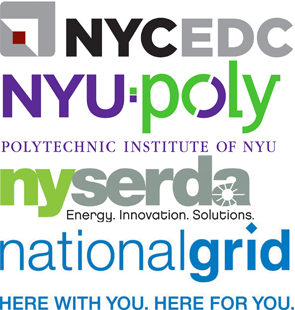 NYCEDC
NYU:poly
POLYTECHNIC INSTITUTE OF NYU
nyserda
Energy. Innovation. Solutions.
nationalgrid
HERE WITH YOU. HERE FOR YOU.